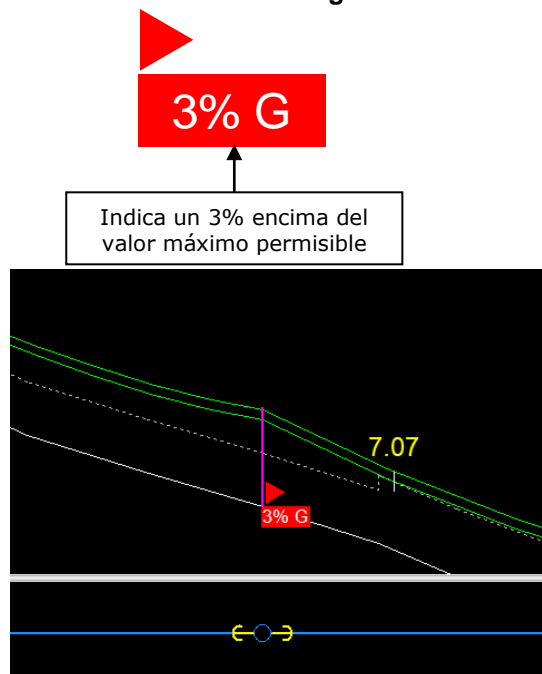 3% G
Indica un 3% encima del
valor máximo permisible
7.07
3% G